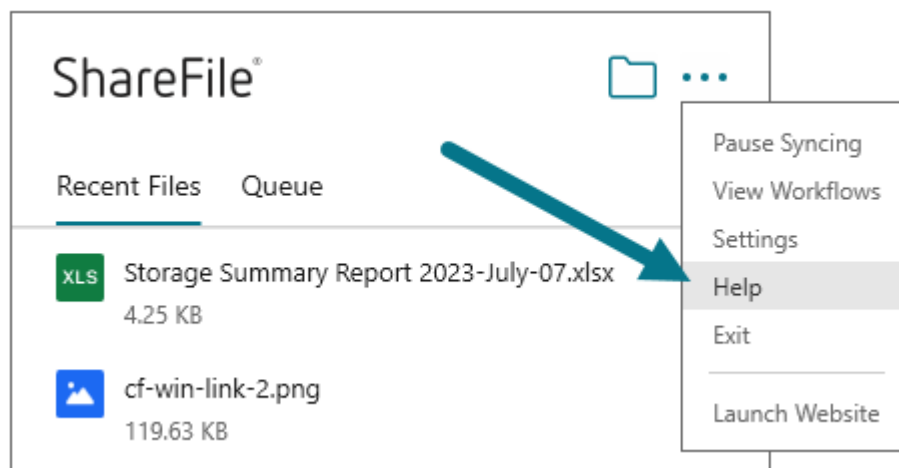 ShareFile®
Recent Files Queue
XLS Storage Summary Report 2023-July-07.xlsx
4.25 KB
cf-win-link-2.png
119.63 KB
Pause Syncing
View Workflows
Settings
Help
Exit
Launch Website